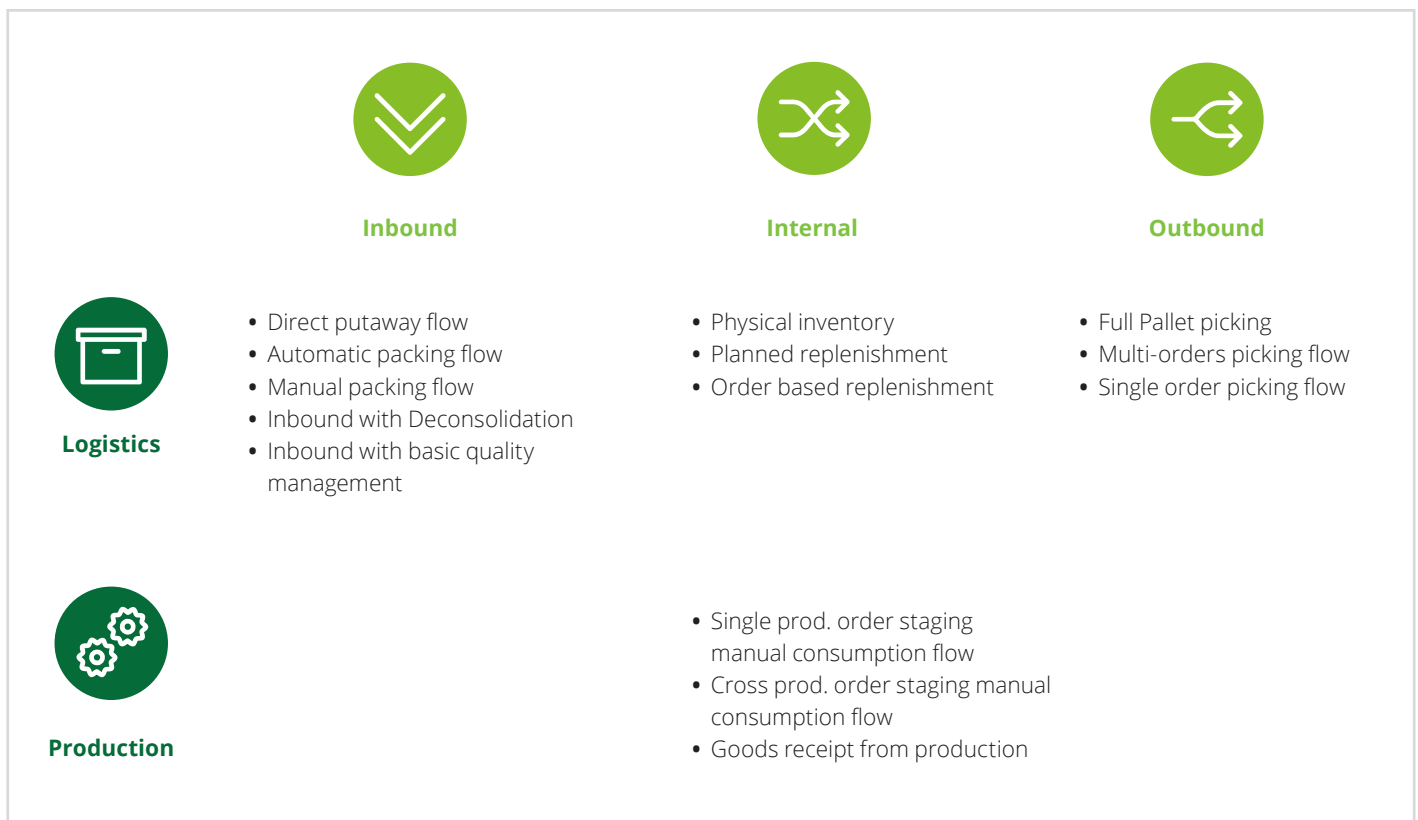 Inbound
Internal
Outbound
Logistics
• Direct putaway flow
• Automatic packing flow
• Manual packing flow
• Inbound with Deconsolidation
• Inbound with basic quality
management
• Physical inventory
• Planned replenishment
• Order based replenishment
• Full Pallet picking
• Multi-orders picking flow
• Single order picking flow
Production
• Single prod. order staging
manual consumption flow
• Cross prod. order staging manual
consumption flow
• Goods receipt from production